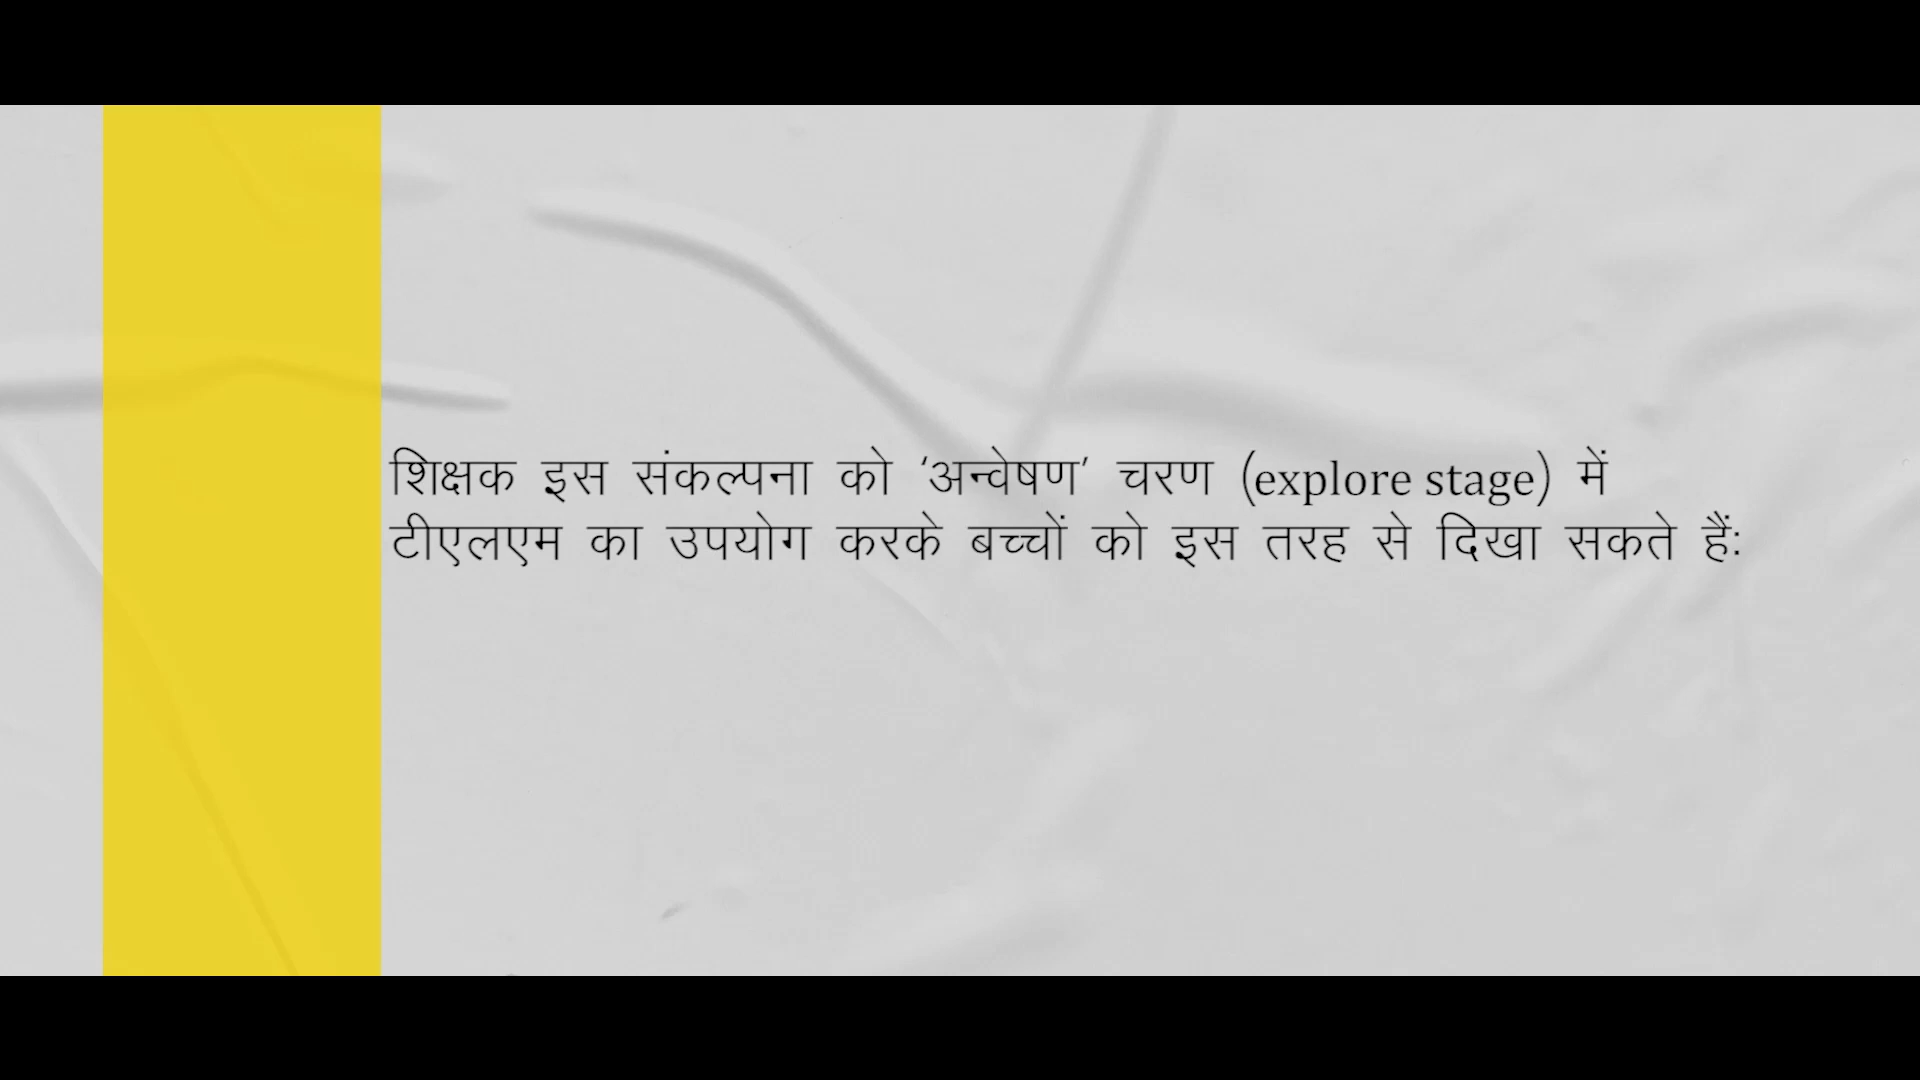 शिक्षक इस संकल्पना को ‘अन्वेषण’ चरण (explore stage) में
टीएलएम का उपयोग करके बच्चों को इस तरह से दिखा सकते हैं: